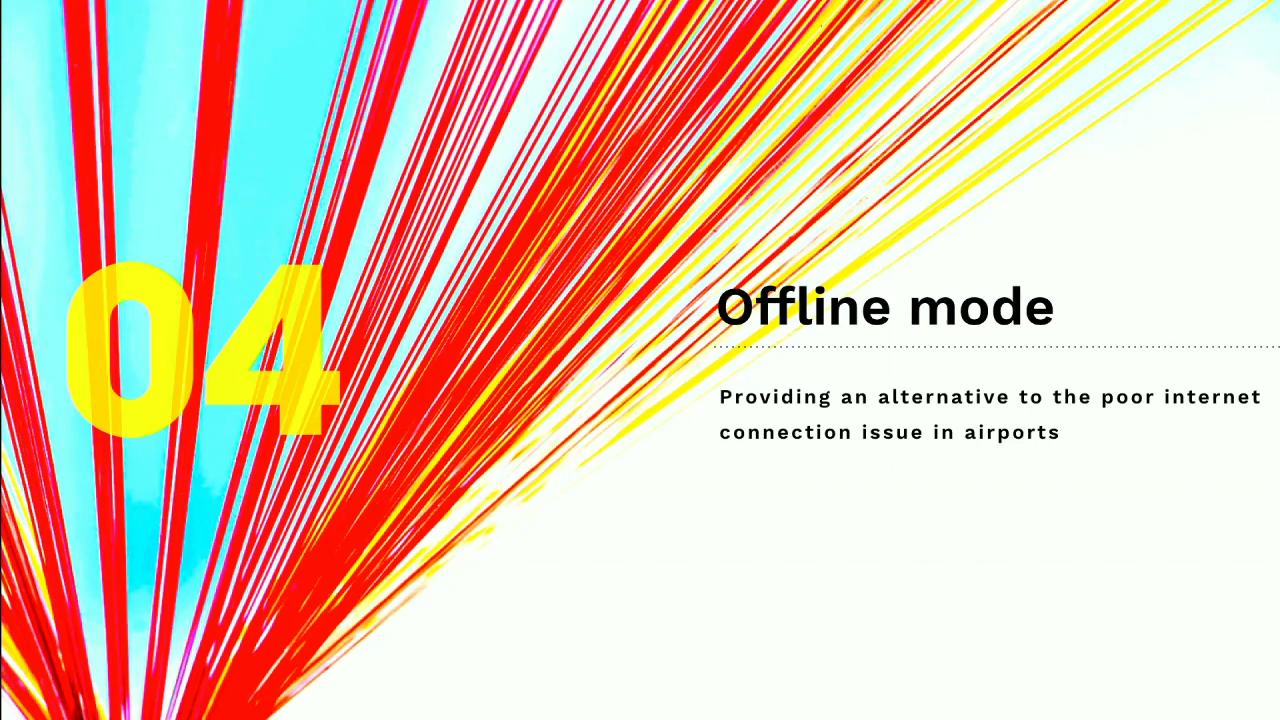 04
Offline mode
Providing an alternative to the poor internet
connection issue in airports